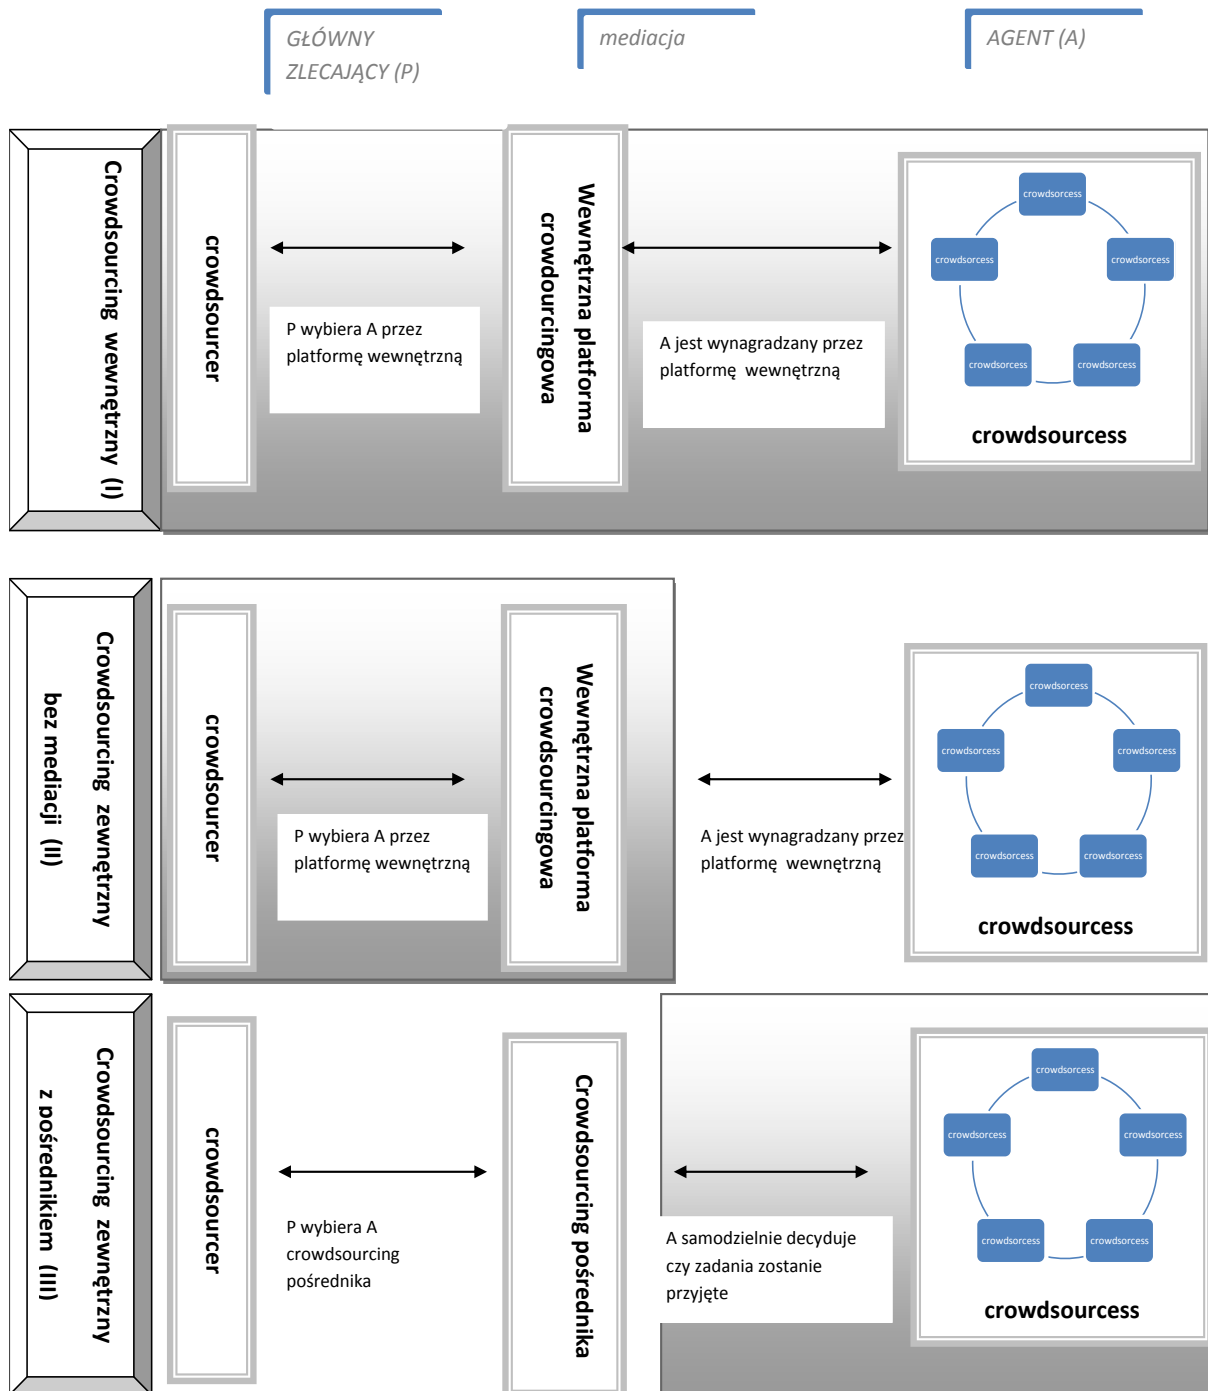 GŁÓWNY
ZLECAJĄCY (P)
mediacja
AGENT (A)
Crowdsourcing wewnętrzny (I)
crowdsourcer
P wybiera A przez
platformę wewnętrzną
Wewnętrzna platforma
crowdourcingowa
A jest wynagradzany przez
platformę wewnętrzną
crowdsorcess
crowdsorcess
crowdsorcess
crowdsorcess
crowdsorcess
crowdsourcess
Crowdsourcing zewnętrzny
bez mediacji (II)
crowdsourcer
P wybiera A przez
platformę wewnętrzną
Wewnętrzna platforma
crowdsourcingowa
A jest wynagradzany przez
platformę wewnętrzną
crowdsorcess
crowdsorcess
crowdsorcess
crowdsorcess
crowdsorcess
crowdsourcess
Crowdsourcing zewnętrzny
z pośrednikiem (III)
crowdsourcer
P wybiera A
crowdsourcing
pośrednika
Crowdsourcing pośrednika
A samodzielnie decyduje
czy zadania zostanie
przyjęte
crowdsorcess
crowdsorcess
crowdsorcess
crowdsorcess
crowdsorcess
crowdsourcess